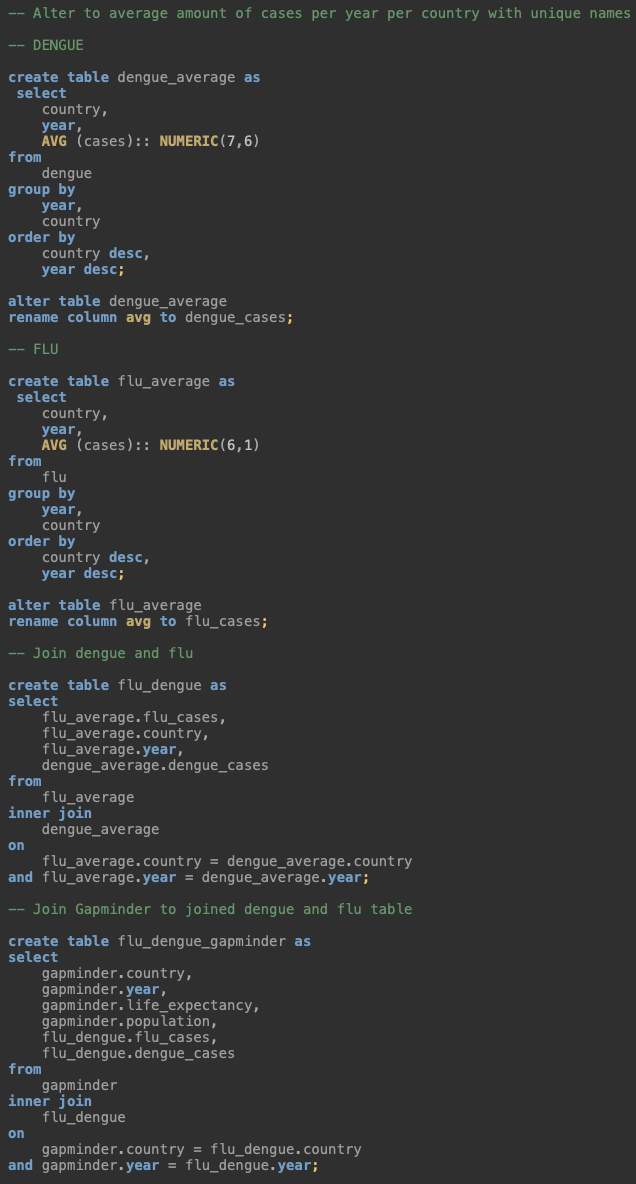 -- Alter to average amount of cases per year per country with unique names
-- DENGUE
create table dengue_average as
select
country,
year,
AVG (cases):: NUMERIC(7,6)
from
dengue
group by
year,
country
order by
country desc,
year desc;
alter table dengue_average
rename column avg to dengue_cases;
-- FLU
create table flu_average as
select
country,
year,
AVG (cases):: NUMERIC(6,1)
from
flu
group by
year,
country
order by
country desc,
year desc;
alter table flu_average
rename column avg to flu_cases;
-- Join dengue and flu
create table flu_dengue as
select
flu_average.flu_cases,
flu_average.country,
flu_average.year,
dengue_average.dengue_cases
from
flu_average
inner join
dengue_average
on
flu_average.country = dengue_average.country
and flu_average.year = dengue_average.year;
-- Join Gapminder to joined dengue and flu table
create table flu_dengue_gapminder as
select
gapminder.country,
gapminder.year,
gapminder.life_expectancy,
gapminder.population,
flu_dengue.flu_cases,
flu_dengue.dengue_cases
from
gapminder
inner join
flu_dengue
on
gapminder.country = flu_dengue.country
and gapminder.year = flu_dengue.year;